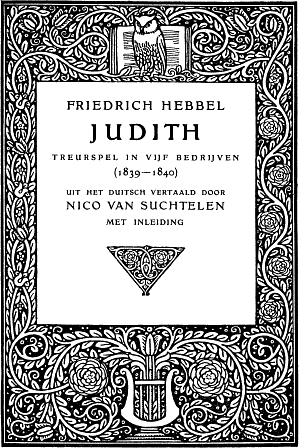 FRIEDRICH HEBBEL
JUDITH
TREURSPEL IN VIJF BEDRIJVEN
(1839—1840)
UIT HET DUITSCH VERTAALD DOOR
NICO VAN SUCHTELEN
MET INLEIDING